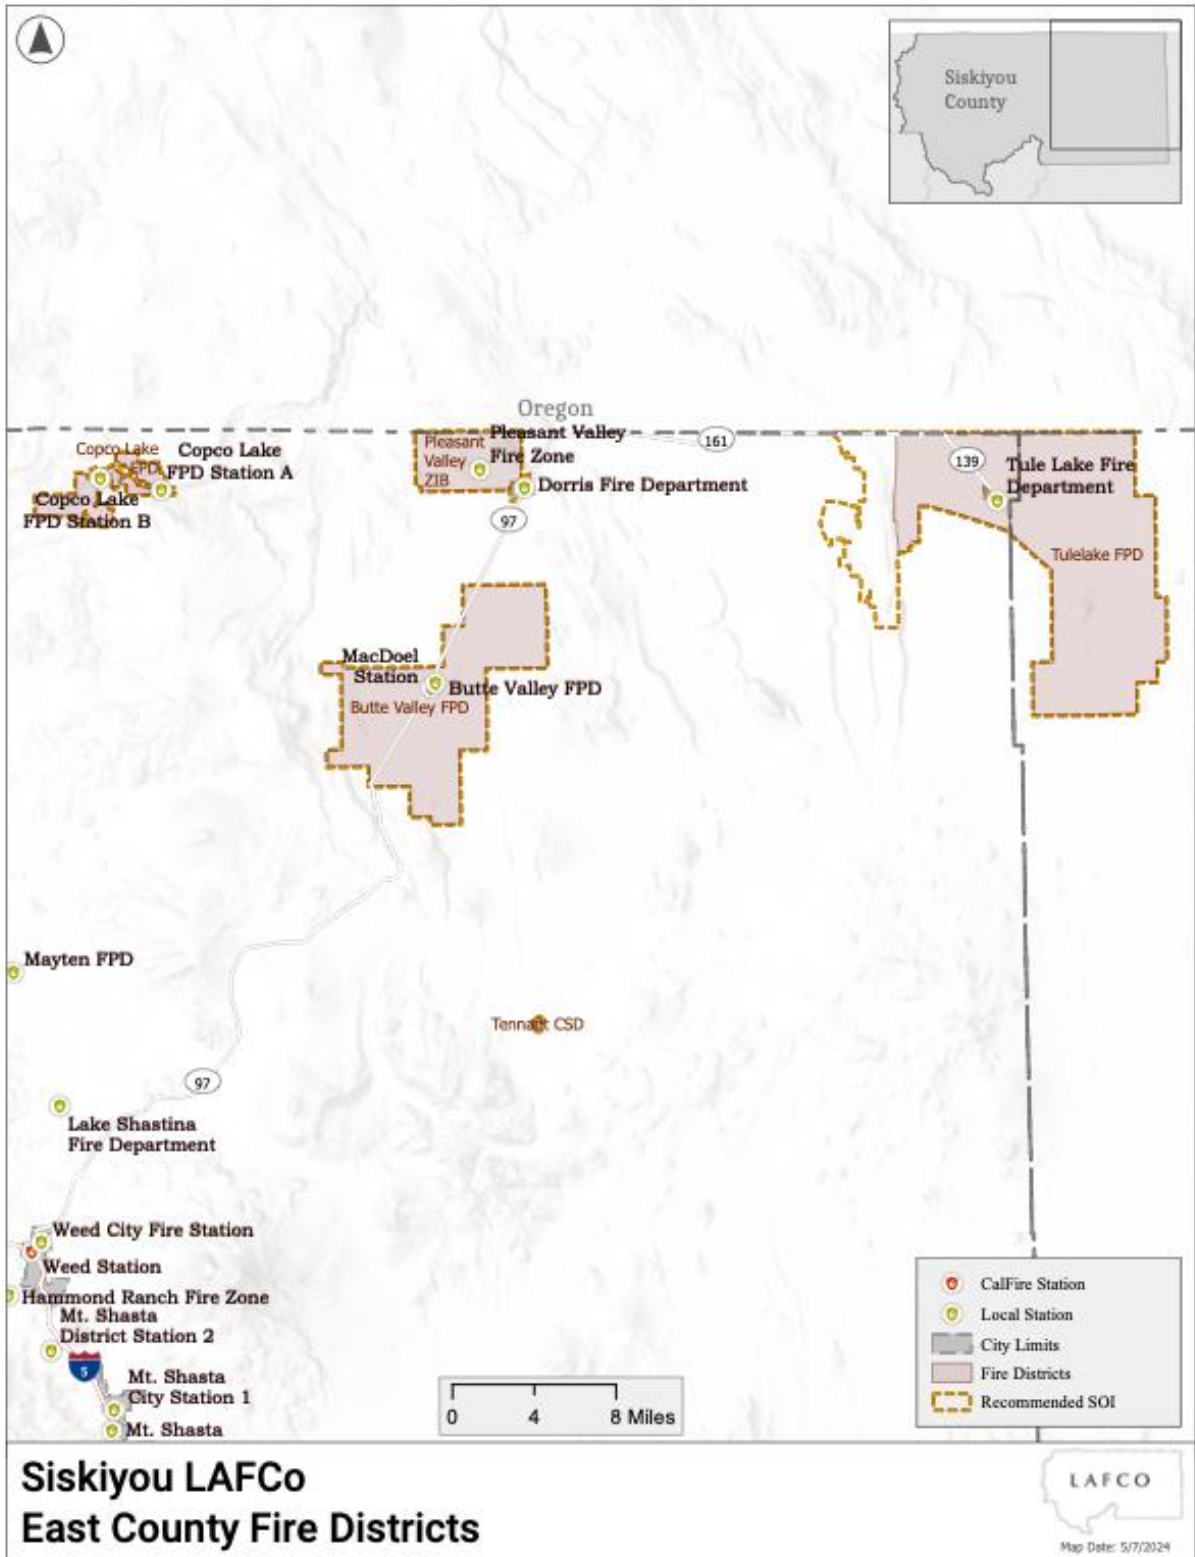 Siskiyou
County
Oregon
161
139
Copco Lake
FPD
Copco Lake
FPD Station A
Copco Lake
FPD Station B
Pleasant
Valley
ZIB
Pleasant Valley
Fire Zone
Dorris Fire Department
97
Tule Lake Fire
Department
Tulelake FPD
MacDoel
Station
Butte Valley FPD
Butte Valley FPD
Mayten FPD
Tennant CSD
97
Lake Shastina
Fire Department
Weed City Fire Station
Weed Station
Hammond Ranch Fire Zone
Mt. Shasta
District Station 2
5
Mt. Shasta
City Station 1
Mt. Shasta
0 4 8 Miles
CalFire Station
Local Station
City Limits
Fire Districts
Recommended SOI
Siskiyou LAFCo
East County Fire Districts
LAFCO
Map Date: 5/7/2024